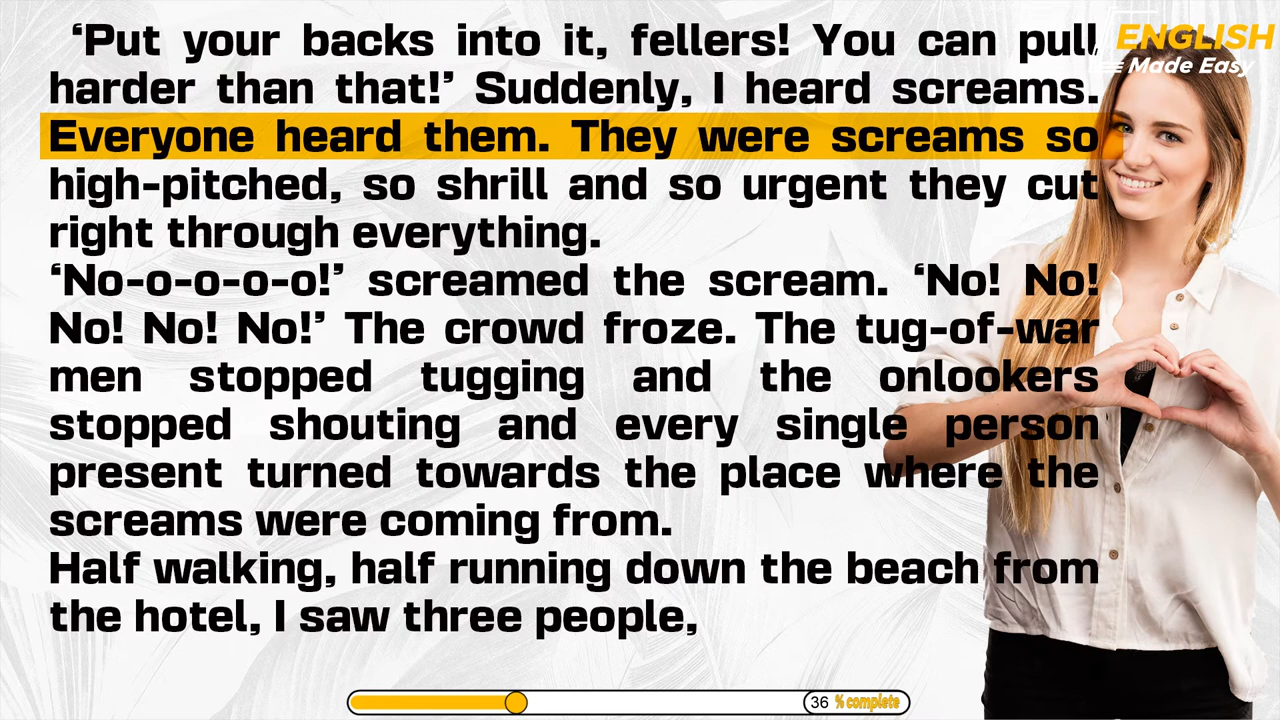 ‘Put your backs into it, fellers! You can pull
harder than that!’ Suddenly, I heard screams.
Everyone heard them. They were screams so
high-pitched, so shrill and so urgent they cut
right through everything.
‘No-o-o-o-o!’ screamed the scream. ‘No! No!
No! No! No!’ The crowd froze. The tug-of-war
men stopped tugging and the onlookers
stopped shouting and every single person
present turned towards the place where the
screams were coming from.
Half walking, half running down the beach from
the hotel, I saw three people,
ENGLISH
Made Easy
36 % complete